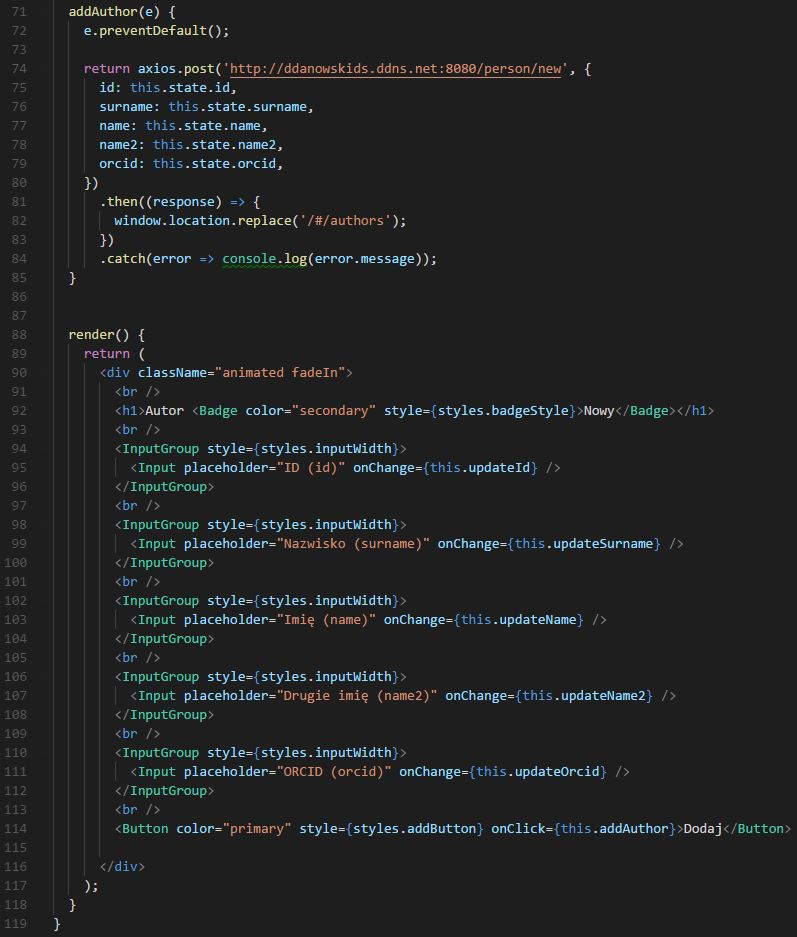 71 addAuthor(e) {
72 e.preventDefault();
73
74 return axios.post('http://ddanowskids.ddns.net:8080/person/new', {
75 id: this.state.id,
76 surname: this.state.surname,
77 name: this.state.name,
78 name2: this.state.name2,
79 orcid: this.state.orcid,
80 })
81 .then((response) => {
82 window.location.replace('/#/authors');
83 })
84 .catch(error => console.log(error.message));
85 }
86
87
88 render() {
89 return (
90 <div className="animated fadeIn">
91 <br />
92 <h1>Autor <Badge color="secondary" style={styles.badgeStyle}>Nowy</Badge></h1>
93 <br />
94 <InputGroup style={styles.inputWidth}>
95 <Input placeholder="ID (id)" onChange={this.updateId} />
96 </InputGroup>
97 <br />
98 <InputGroup style={styles.inputWidth}>
99 <Input placeholder="Nazwisko (surname)" onChange={this.updateSurname} />
100 </InputGroup>
101 <br />
102 <InputGroup style={styles.inputWidth}>
103 <Input placeholder="Imię (name)" onChange={this.updateName} />
104 </InputGroup>
105 <br />
106 <InputGroup style={styles.inputWidth}>
107 <Input placeholder="Drugie imię (name2)" onChange={this.updateName2} />
108 </InputGroup>
109 <br />
110 <InputGroup style={styles.inputWidth}>
111 <Input placeholder="ORCID (orcid)" onChange={this.updateOrcid} />
112 </InputGroup>
113 <br />
114 <Button color="primary" style={styles.addButton} onClick={this.addAuthor}>Dodaj</Button>
115
116 </div>
117 );
118 }
119 }